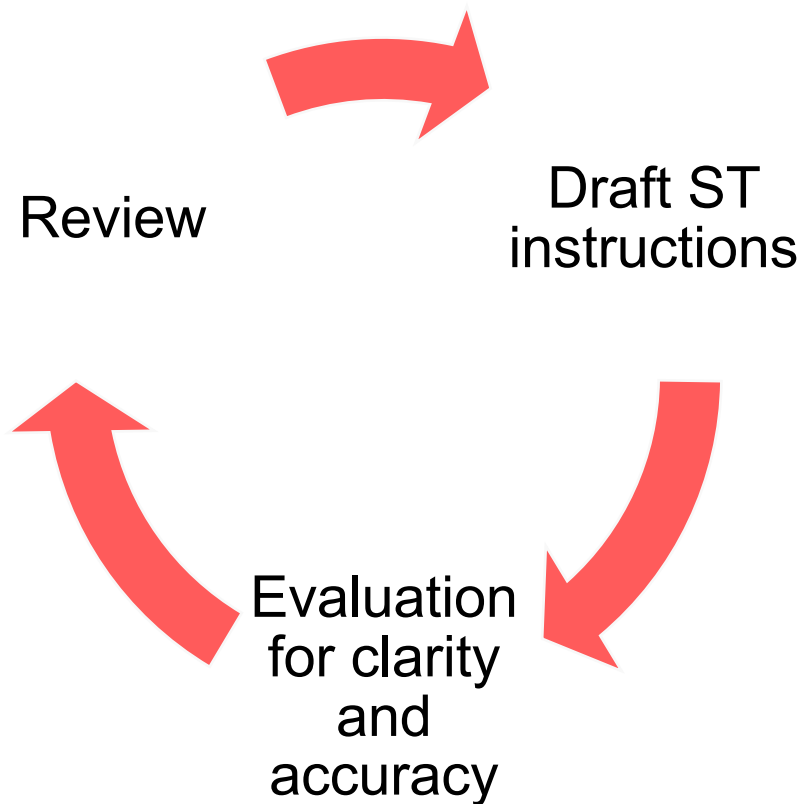 Review
Draft ST
instructions
Evaluation
for clarity
and
accuracy